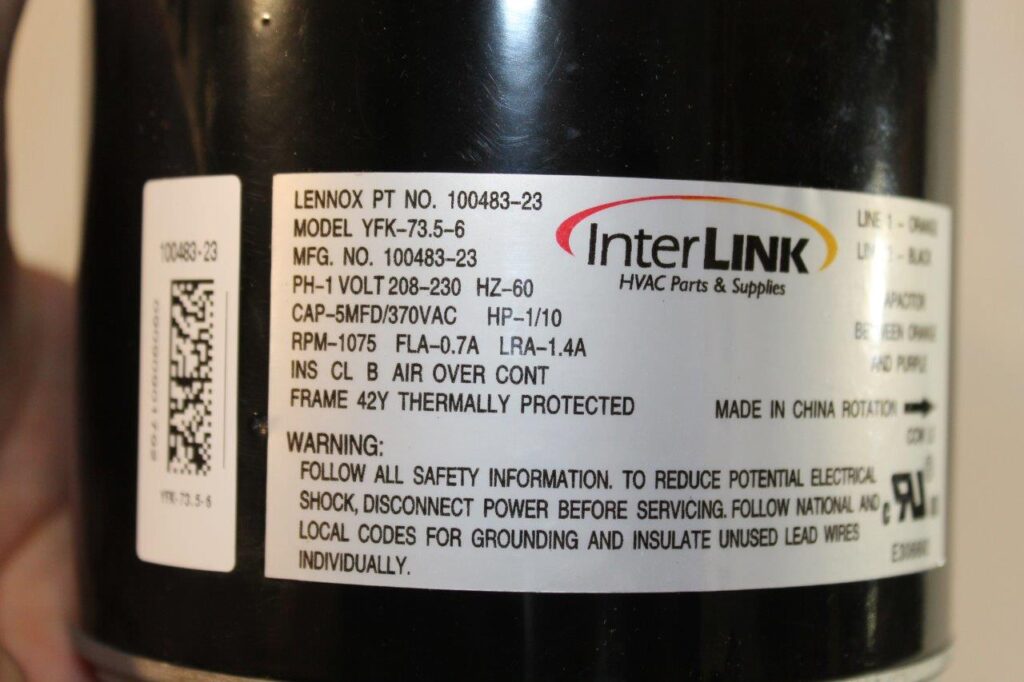 100483-23
YFK-73.5-6
LENNOX PT NO. 100483-23
MODEL YFK-73.5-6
MFG. NO. 100483-23
PH-1 VOLT 208-230 HZ-60
CAP-5MFD/370VAC HP-1/10
RPM-1075 FLA-0.7A LRA-1.4A
INS CL B AIR OVER CONT
FRAME 42Y THERMALLY PROTECTED
InterLINK
HVAC Parts & Supplies
LINE 1 - ORANGE
- BLACK
CAPACITOR
BETWEEN ORANGE
AND PURPLE
MADE IN CHINA ROTATION
WARNING:
FOLLOW ALL SAFETY INFORMATION. TO REDUCE POTENTIAL ELECTRICAL
SHOCK, DISCONNECT POWER BEFORE SERVICING. FOLLOW NATIONAL AND
LOCAL CODES FOR GROUNDING AND INSULATE UNUSED LEAD WIRES
INDIVIDUALLY.